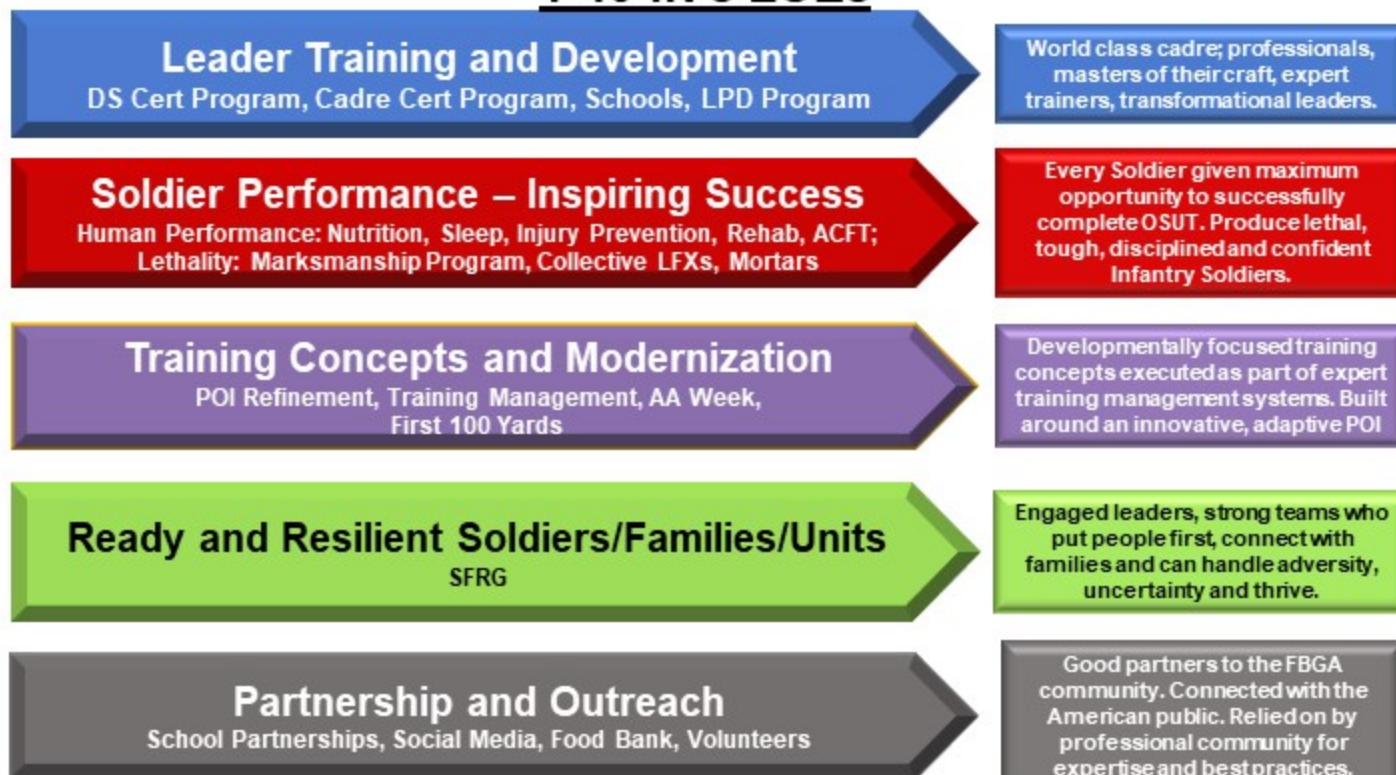 Leader Training and Development
DS Cert Program, Cadre Cert Program, Schools, LPD Program
World class cadre; professionals,
masters of their craft, expert
trainers, transformational leaders.
Soldier Performance – Inspiring Success
Human Performance: Nutrition, Sleep, Injury Prevention, Rehab, ACFT;
Lethality: Marksmanship Program, Collective LFXs, Mortars
Every Soldier given maximum
opportunity to successfully
complete OSUT. Produce lethal,
tough, disciplined and confident
Infantry Soldiers.
Training Concepts and Modernization
POI Refinement, Training Management, AA Week,
First 100 Yards
Developmentally focused training
concepts executed as part of expert
training management systems. Built
around an innovative, adaptive POI
Ready and Resilient Soldiers/Families/Units
SFRG
Engaged leaders, strong teams who
put people first, connect with
families and can handle adversity,
uncertainty and thrive.
Partnership and Outreach
School Partnerships, Social Media, Food Bank, Volunteers
Good partners to the FBGA
community. Connected with the
American public. Relied on by
professional community for
expertise and best practices.